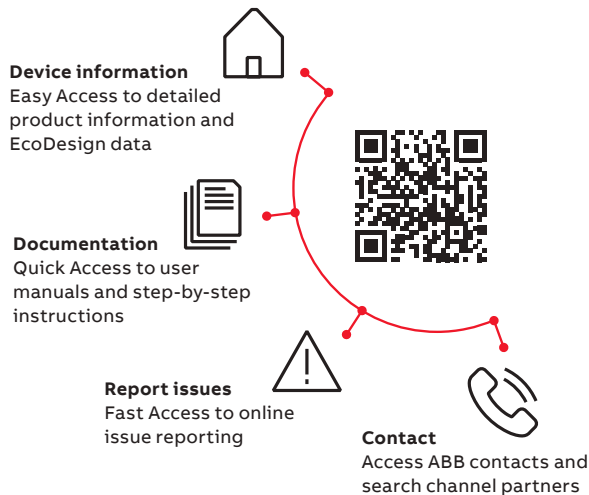 Device information
Easy Access to detailed
product information and
EcoDesign data
Documentation
Quick Access to user
manuals and step-by-step
instructions
Report issues
Fast Access to online
issue reporting
Contact
Access ABB contacts and
search channel partners